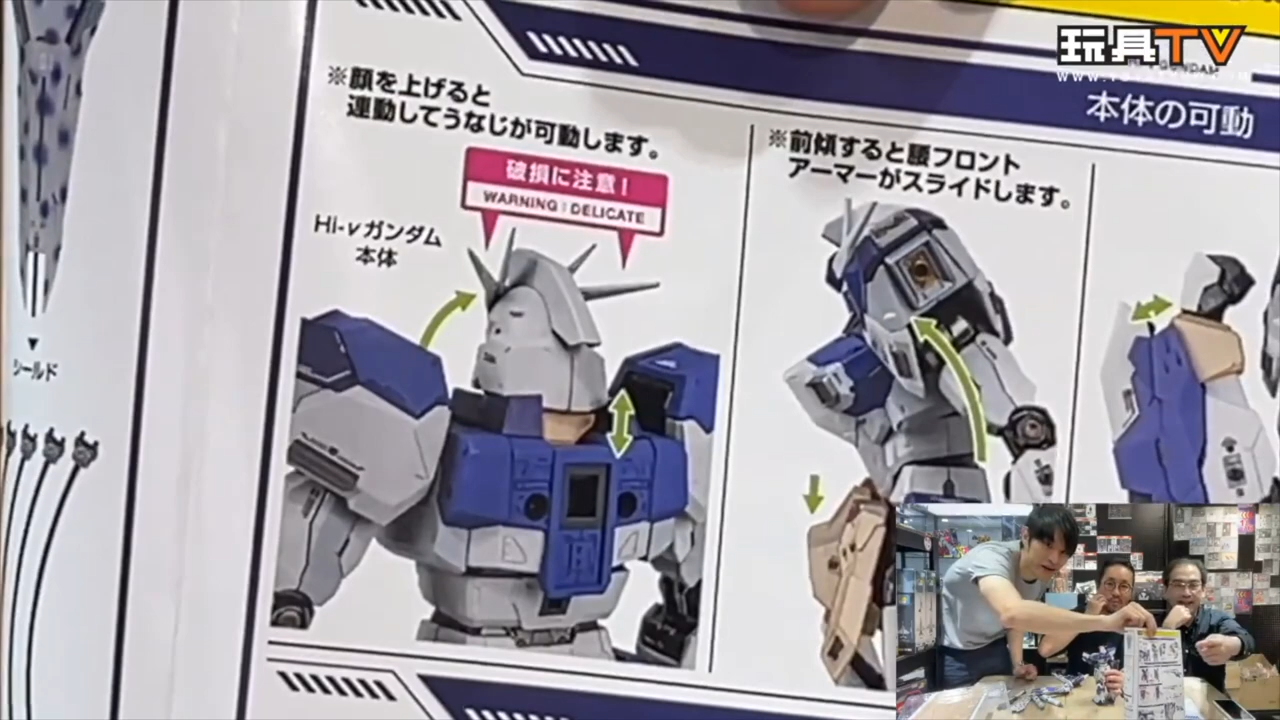 玩具TV
本体の可動
※顔を上げると
連動してうなじが可動します。
破損に注意！
WARNING : DELICATE
Hi-νガンダム
本体
※前傾すると腰フロント
アーマーがスライドします。
シールド